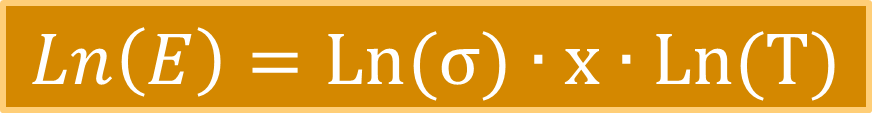 Ln(E) = Ln(σ) · x · Ln(T)